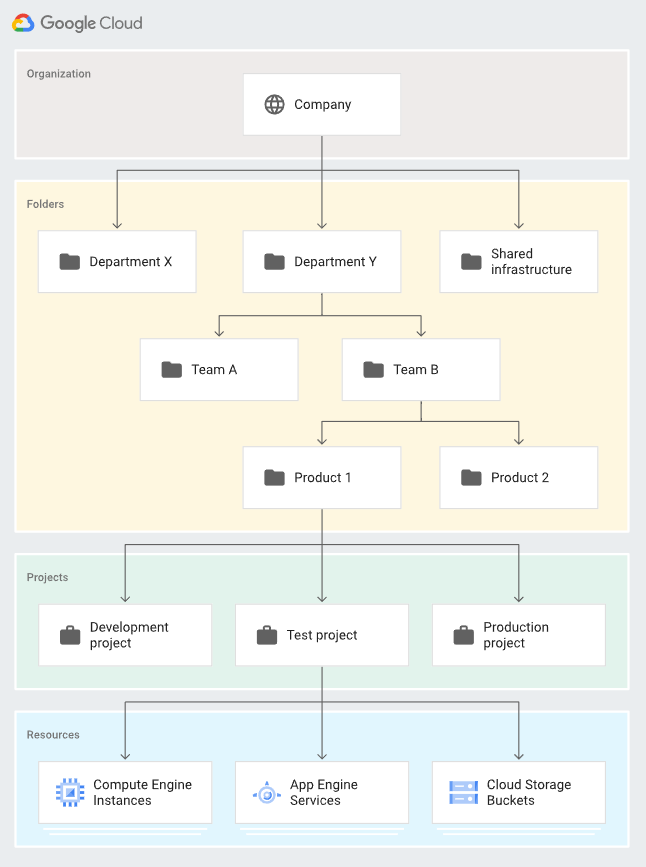 Google Cloud
Organization
Company
Folders
Department X
Department Y
Shared
infrastructure
Team A
Team B
Product 1
Product 2
Projects
Development
project
Test project
Production
project
Resources
Compute Engine
Instances
App Engine
Services
Cloud Storage
Buckets